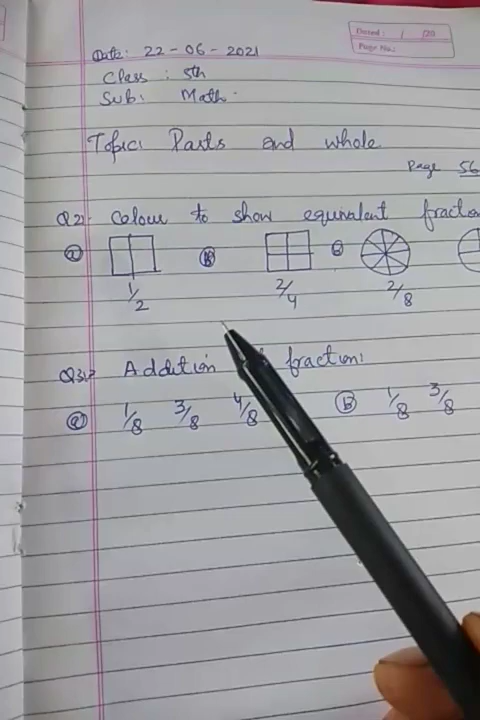 Dated: / /20
Page No.:
Date: 22-06-2021
Class : 5th
Sub: Math.
Topic: Parts and whole
Page 56
Q2:- Colour to show equivalent fraction
(a) (B) (c)
1/2 2/4 2/8
Q3:- Addition fraction:
(a) 1/8 3/8 4/8 (B) 1/8 3/8